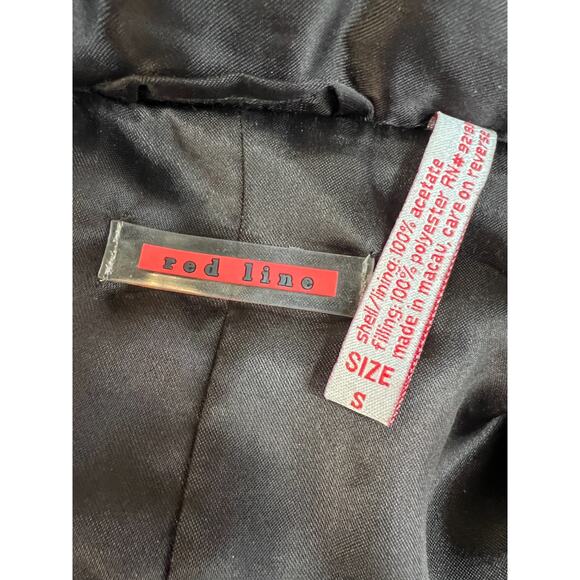 red line
shell/lining: 100% acetate
filling: 100% polyester RN#
made in macau, care on reverse
SIZE
S